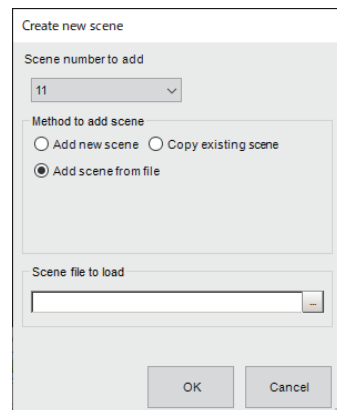 Create new scene
Scene number to add
11
Method to add scene
Add new scene Copy existing scene
Add scene from file
Scene file to load
...
OK Cancel